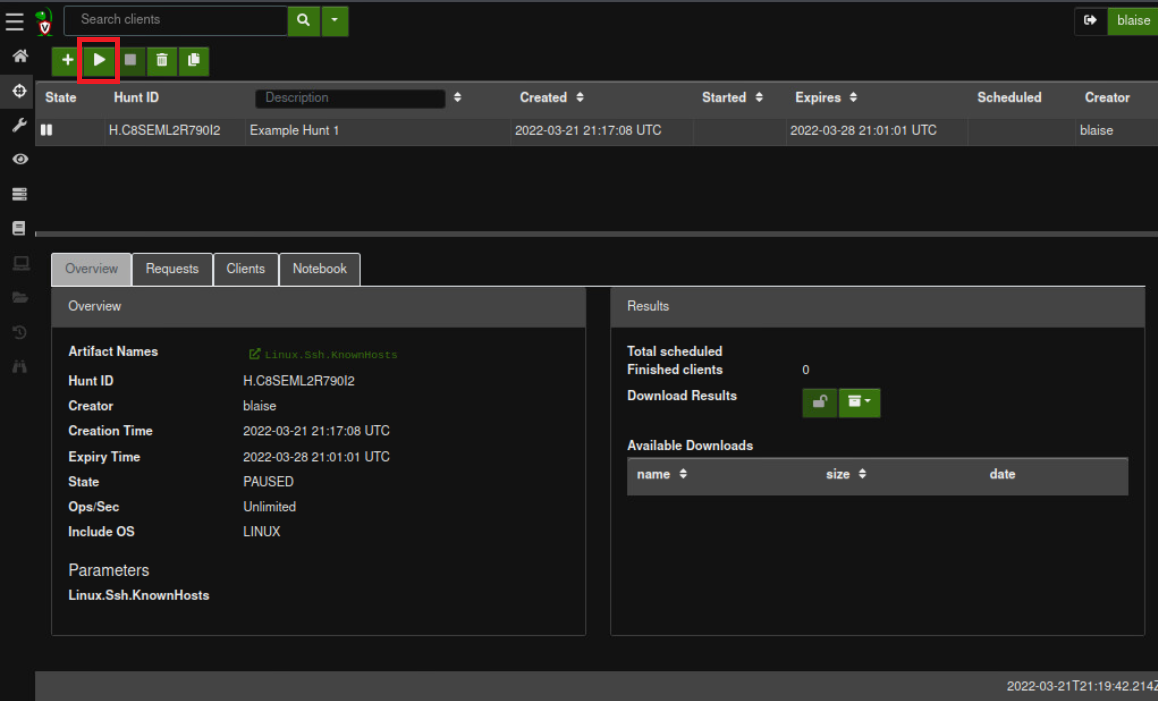 Search clients
blaise
State Hunt ID Description Created Started Expires Scheduled Creator
H.C8SEML2R790I2 Example Hunt 1 2022-03-21 21:17:08 UTC 2022-03-28 21:01:01 UTC blaise
Overview Requests Clients Notebook
Overview
Artifact Names Linux.Ssh.KnownHosts
Hunt ID H.C8SEML2R790I2
Creator blaise
Creation Time 2022-03-21 21:17:08 UTC
Expiry Time 2022-03-28 21:01:01 UTC
State PAUSED
Ops/Sec Unlimited
Include OS LINUX
Parameters
Linux.Ssh.KnownHosts
Results
Total scheduled
Finished clients 0
Download Results
Available Downloads
name size date
2022-03-21T21:19:42.214Z